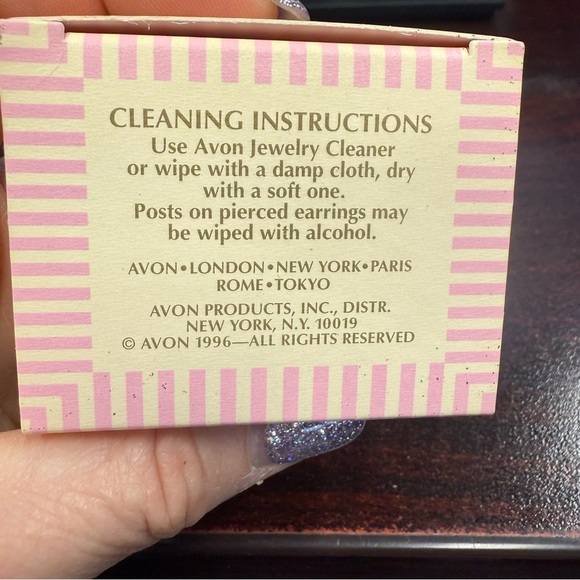 CLEANING INSTRUCTIONS
Use Avon Jewelry Cleaner
or wipe with a damp cloth, dry
with a soft one.
Posts on pierced earrings may
be wiped with alcohol.
AVON•LONDON•NEW YORK•PARIS
ROME•TOKYO
AVON PRODUCTS, INC., DISTR.
NEW YORK, N.Y. 10019
© AVON 1996—ALL RIGHTS RESERVED